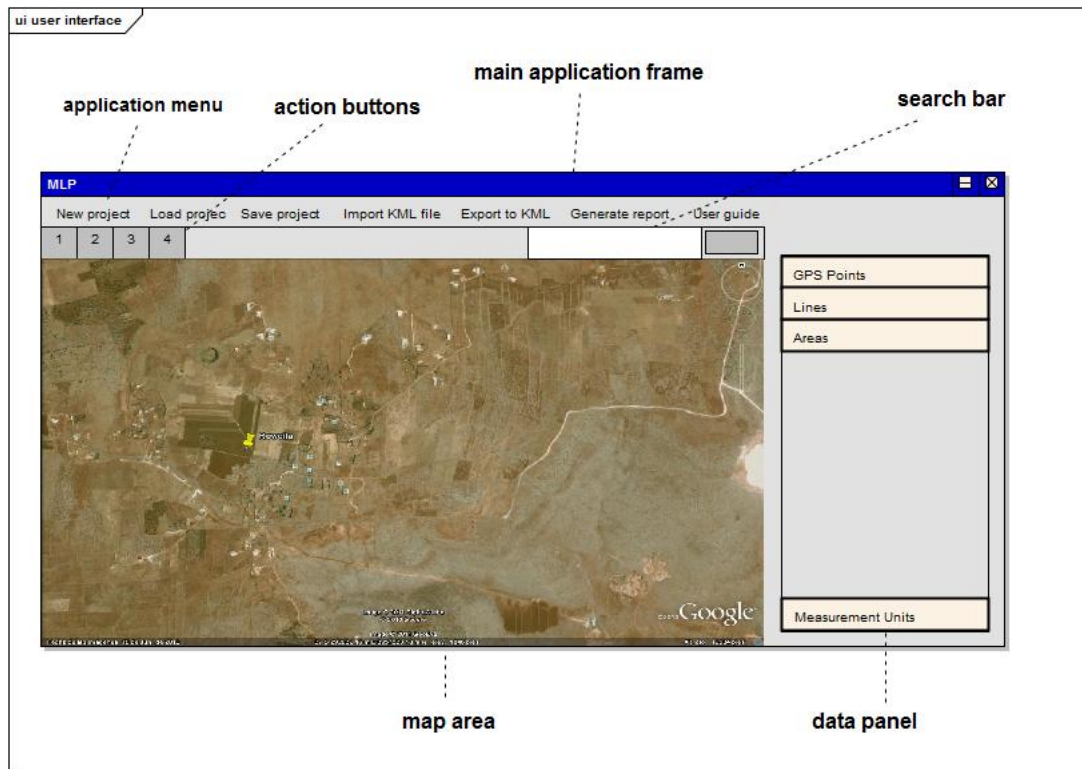 ui user interface
main application frame
search bar
application menu
action buttons
MLP
New project Load projec Save project Import KML file Export to KML Generate report User guide
1 2 3 4
GPS Points
Lines
Areas
Google
Measurement Units
map area
data panel